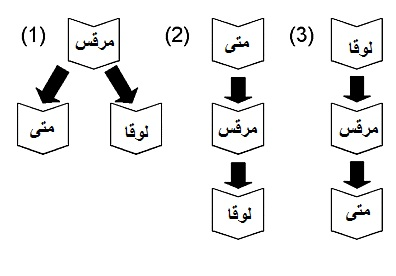 (1) مرقس
متى
لوقا
(2) متى
مرقس
لوقا
(3) لوقا
مرقس
متى